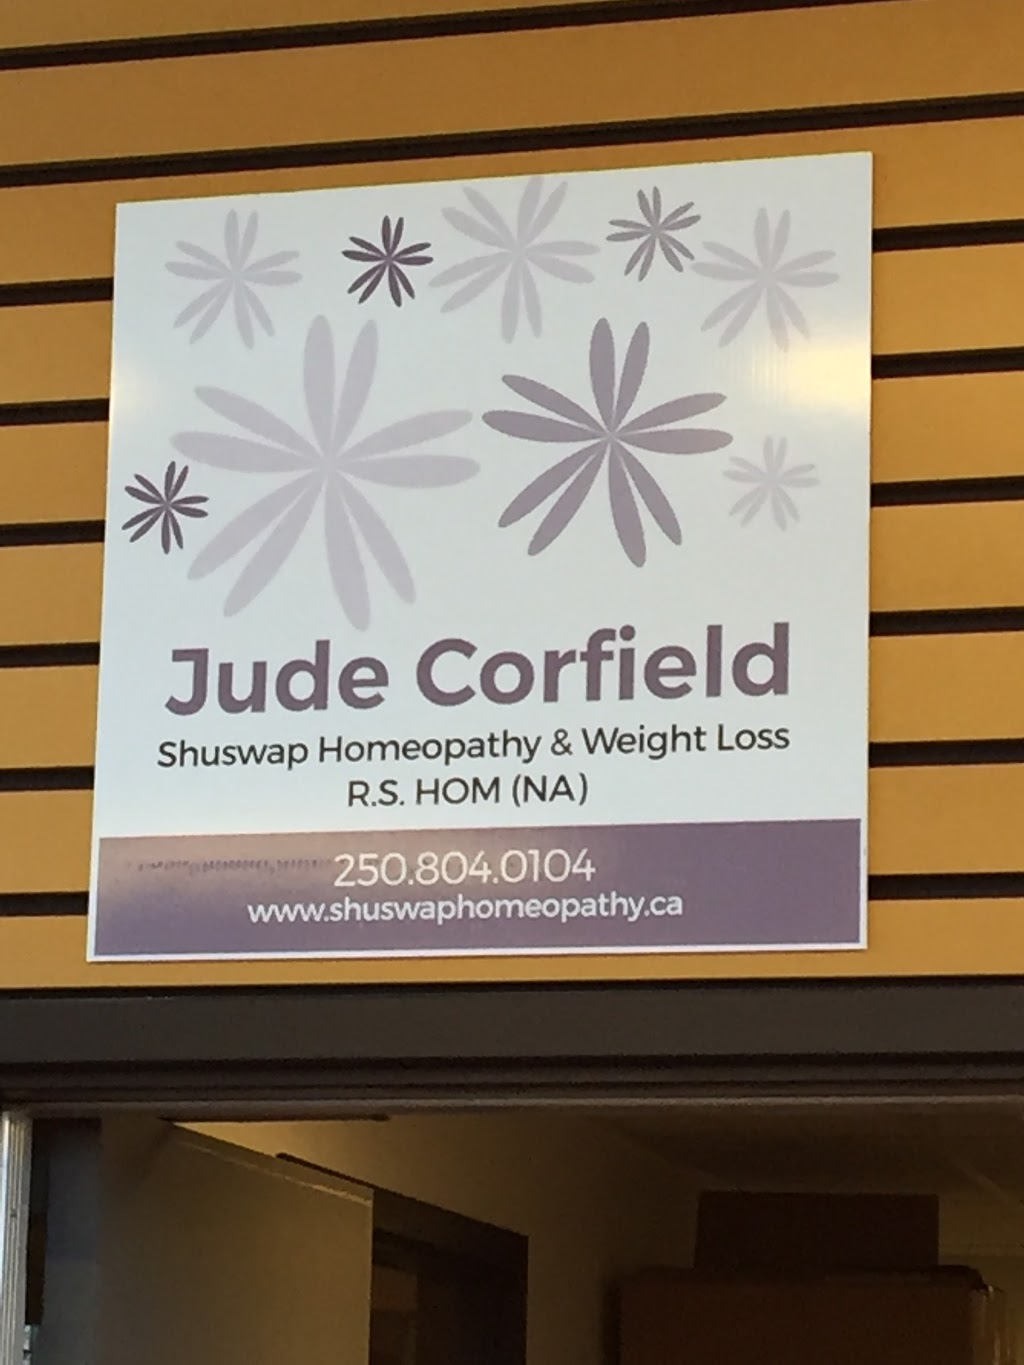 Jude Corfield
Shuswap Homeopathy & Weight Loss
R.S. HOM (NA)
250.804.0104
www.shuswaphomeopathy.ca